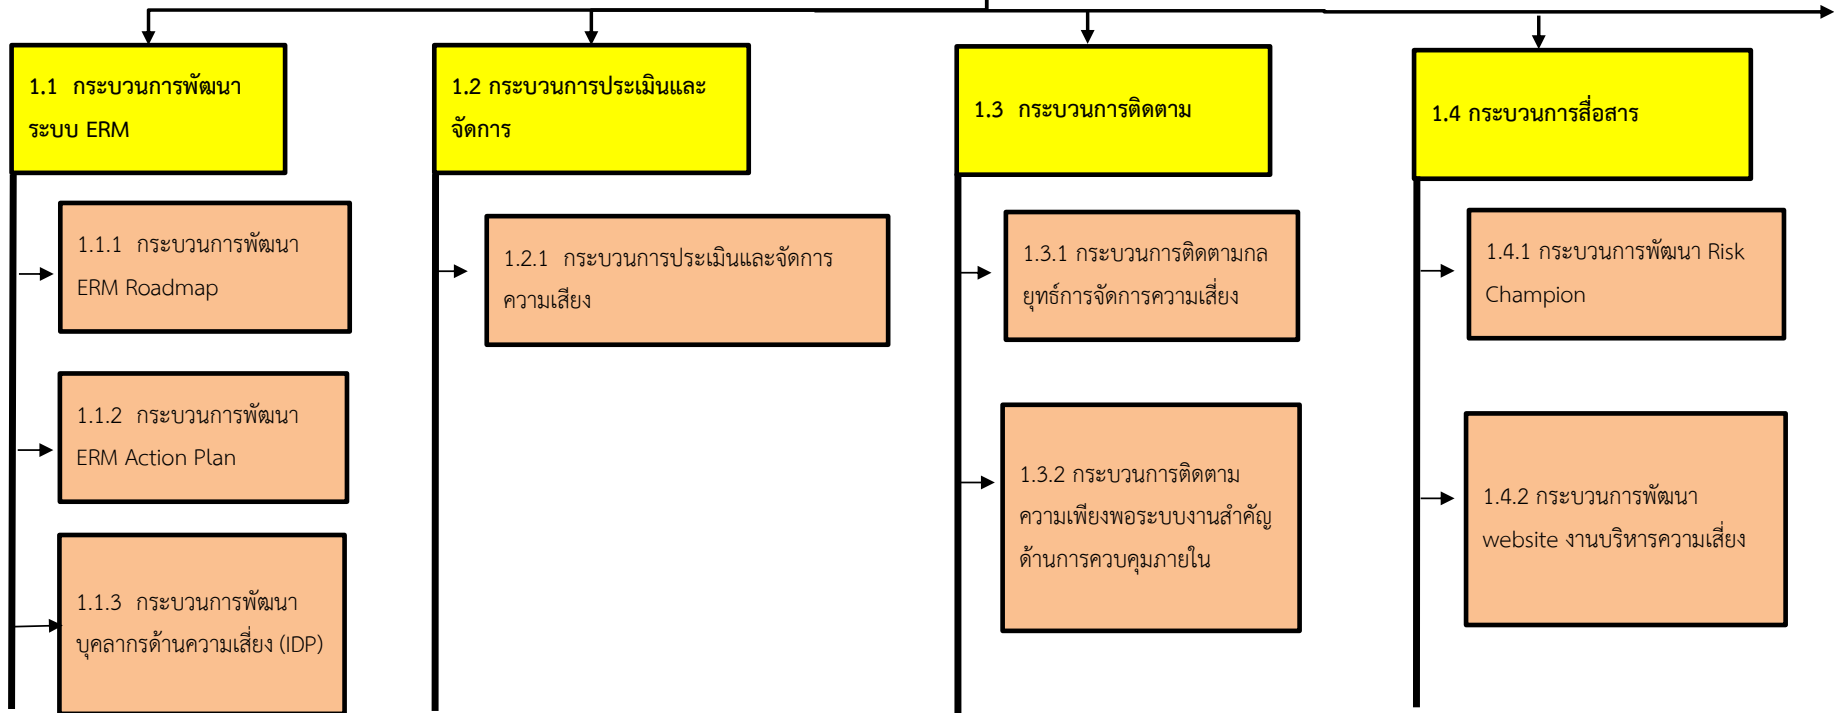 1.1 กระบวนการพัฒนา
ระบบ ERM
1.2 กระบวนการประเมินและ
จัดการ
1.3 กระบวนการติดตาม
1.4 กระบวนการสื่อสาร
1.1.1 กระบวนการพัฒนา
ERM Roadmap
1.1.2 กระบวนการพัฒนา
ERM Action Plan
1.1.3 กระบวนการพัฒนา
บุคลากรด้านความเสี่ยง (IDP)
1.2.1 กระบวนการประเมินและจัดการ
ความเสียง
1.3.1 กระบวนการติดตามกล
ยุทธ์การจัดการความเสี่ยง
1.3.2 กระบวนการติดตาม
ความเพียงพอระบบงานสำคัญ
ด้านการควบคุมภายใน
1.4.1 กระบวนการพัฒนา Risk
Champion
1.4.2 กระบวนการพัฒนา
website งานบริหารความเสี่ยง